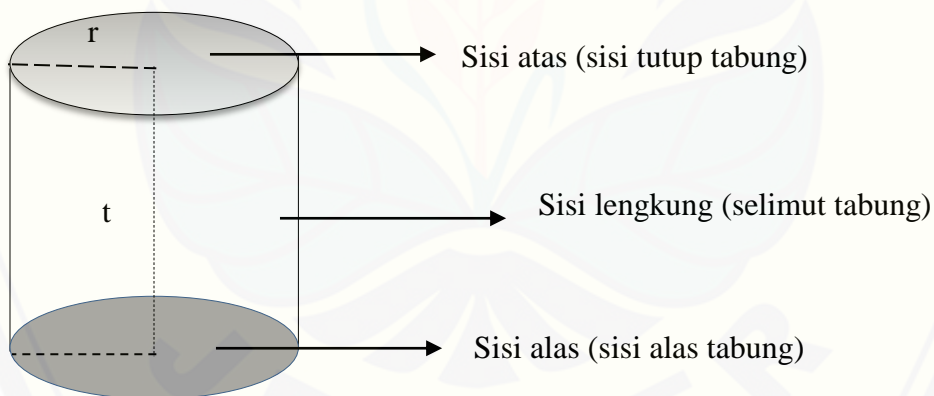 r
Sisi atas (sisi tutup tabung)
t
Sisi lengkung (selimut tabung)
Sisi alas (sisi alas tabung)